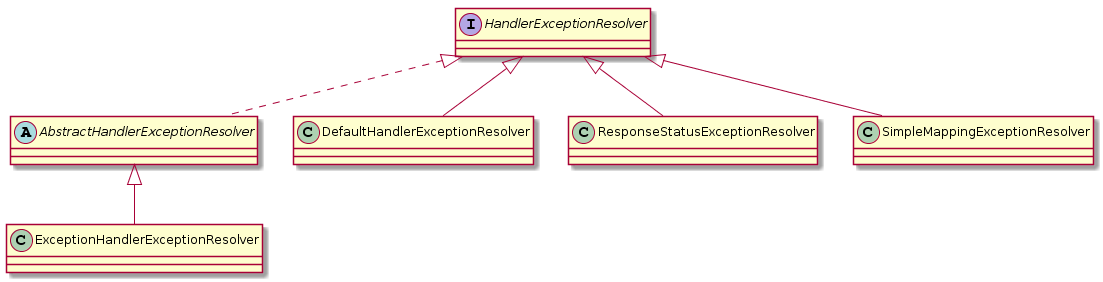 I HandlerExceptionResolver
A AbstractHandlerExceptionResolver
C DefaultHandlerExceptionResolver
C ResponseStatusExceptionResolver
C SimpleMappingExceptionResolver
C ExceptionHandlerExceptionResolver